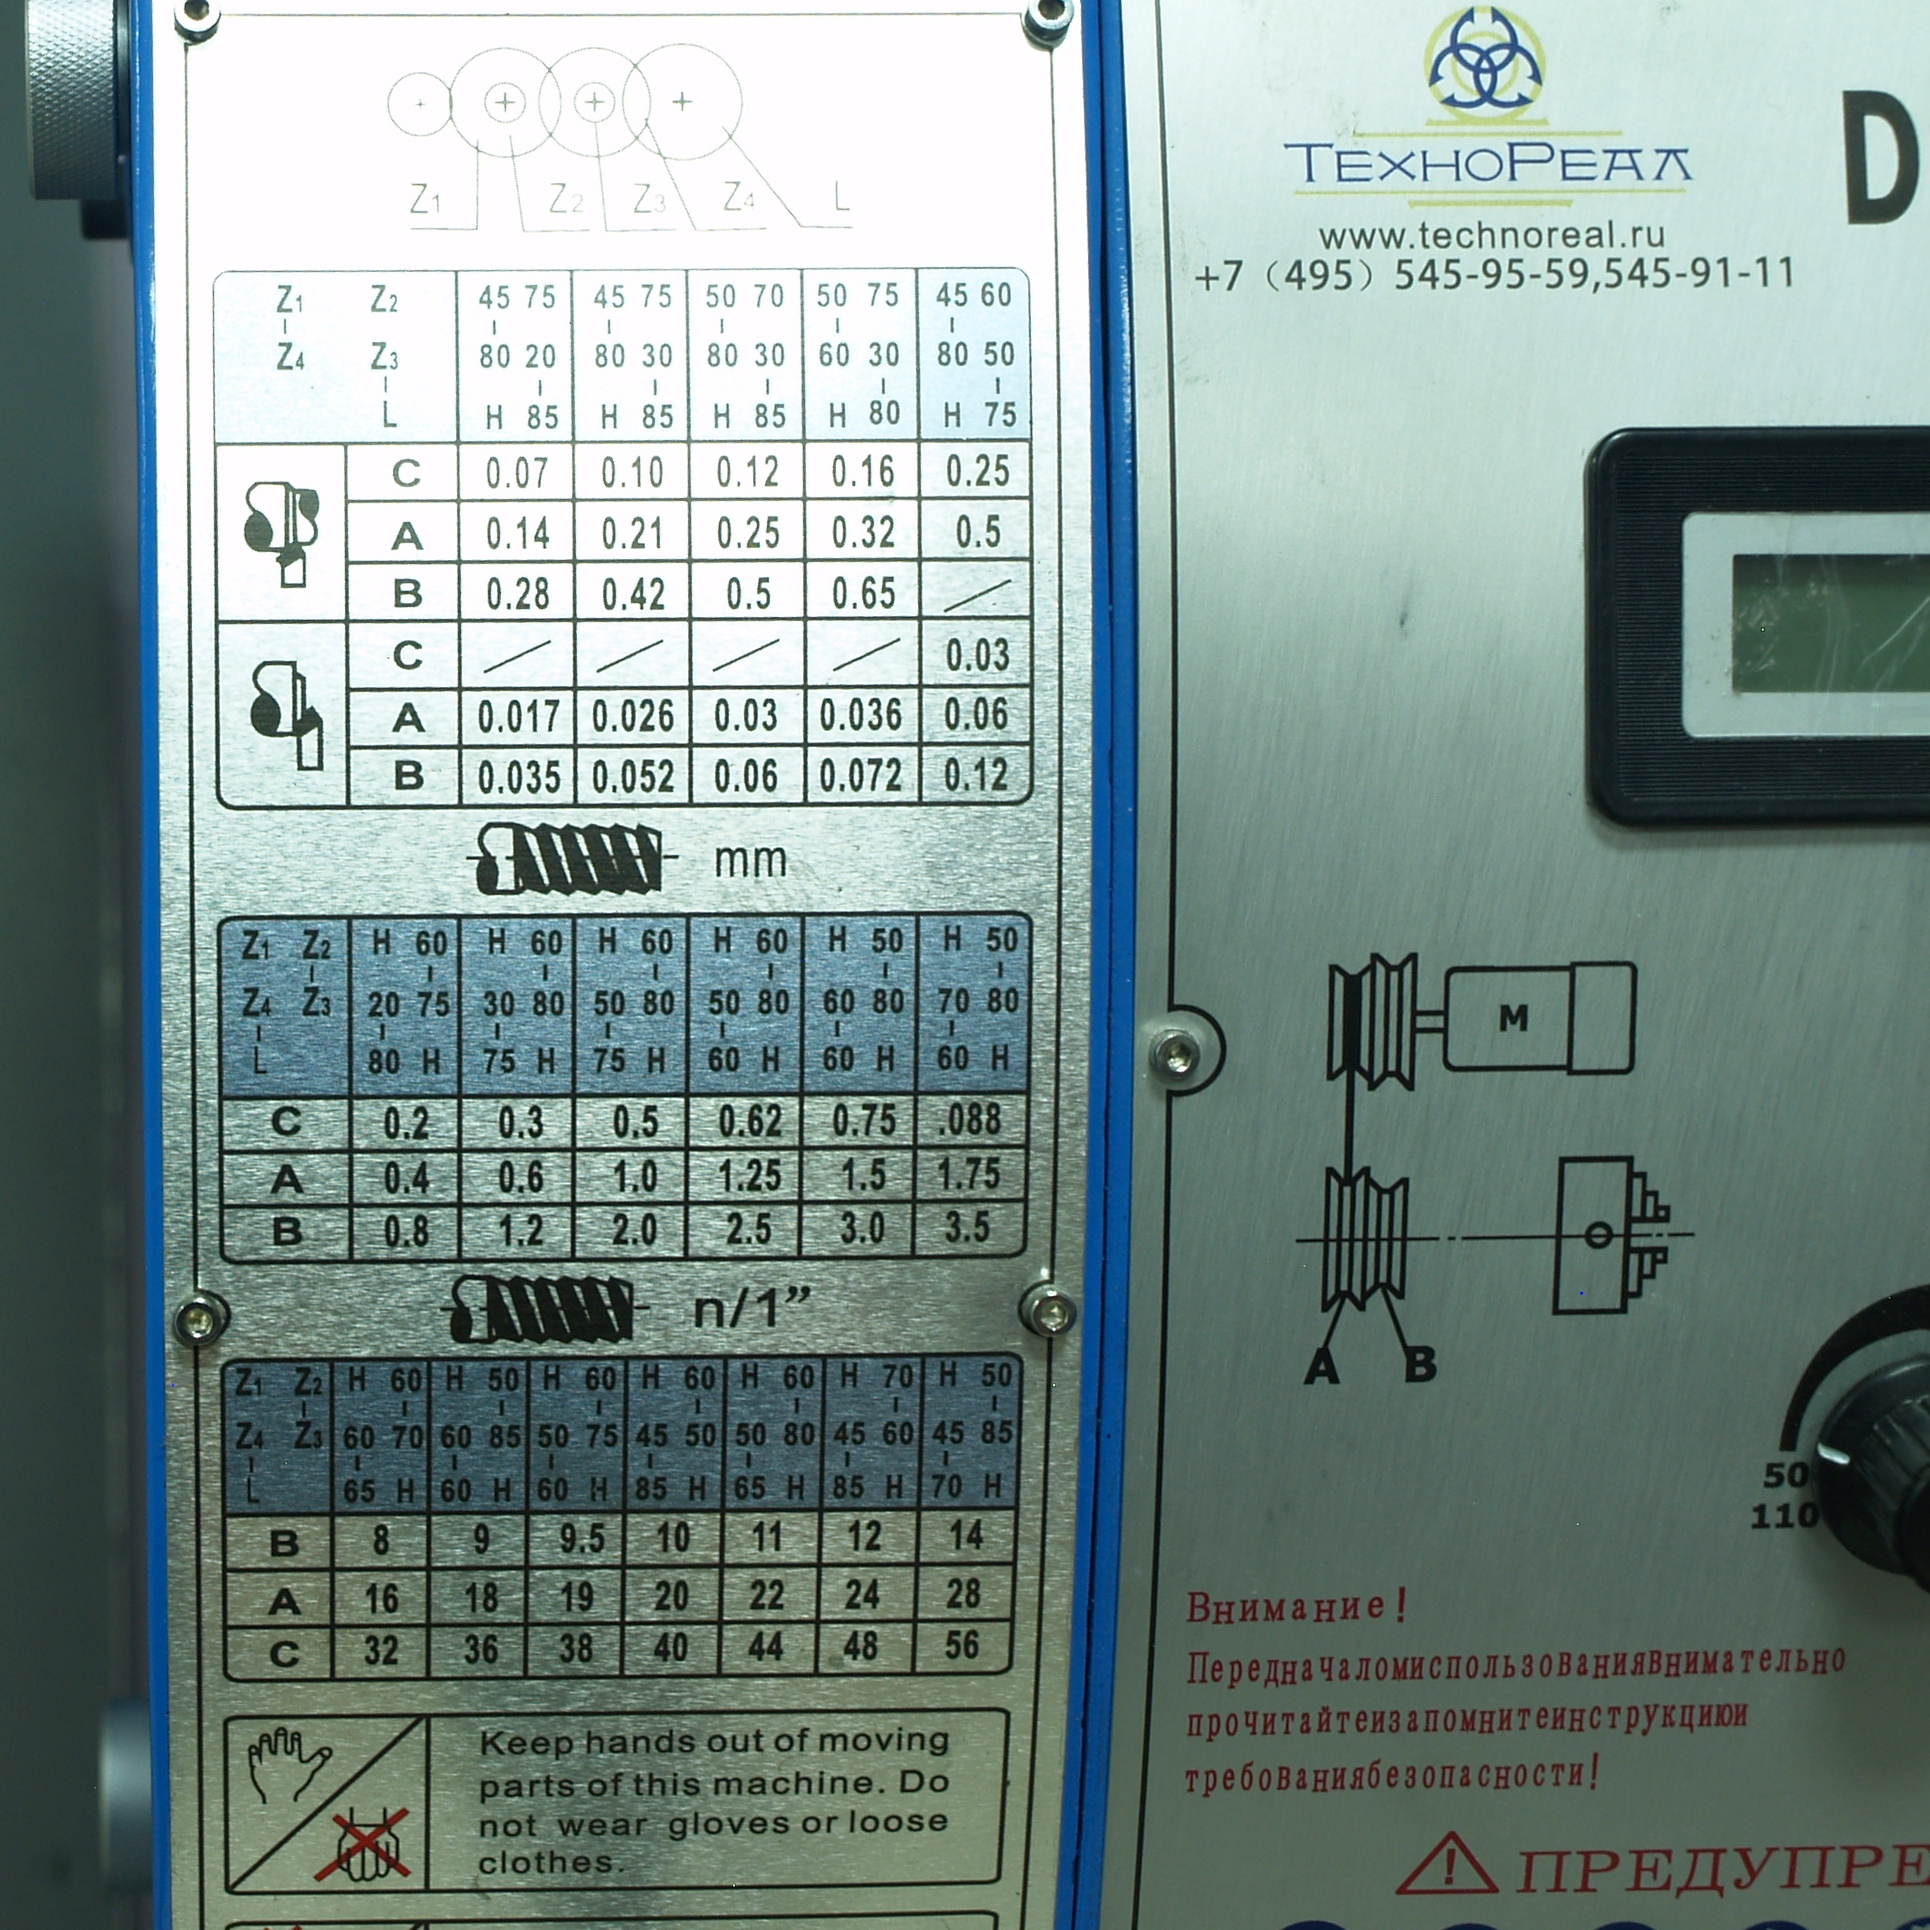 Z1 Z2 Z3 Z4 L
Z1 Z2 45 75 45 75 50 70 50 75 45 60
Z4 Z3 80 20 80 30 80 30 60 30 80 50
L H 85 H 85 H 85 H 80 H 75
C 0.07 0.10 0.12 0.16 0.25
A 0.14 0.21 0.25 0.32 0.5
B 0.28 0.42 0.5 0.65 /
C / / / / 0.03
A 0.017 0.026 0.03 0.036 0.06
B 0.035 0.052 0.06 0.072 0.12
mm
Z1 Z2 H 60 H 60 H 60 H 60 H 50 H 50
Z4 Z3 20 75 30 80 50 80 50 80 60 80 70 80
L 80 H 75 H 75 H 60 H 60 H 60 H
C 0.2 0.3 0.5 0.62 0.75 .088
A 0.4 0.6 1.0 1.25 1.5 1.75
B 0.8 1.2 2.0 2.5 3.0 3.5
n/1”
Z1 Z2 H 60 H 50 H 60 H 60 H 60 H 70 H 50
Z4 Z3 60 70 60 85 50 75 45 50 50 80 45 60 45 85
L 65 H 60 H 60 H 85 H 65 H 85 H 70 H
B 8 9 9.5 10 11 12 14
A 16 18 19 20 22 24 28
C 32 36 38 40 44 48 56
Keep hands out of moving
parts of this machine. Do
not wear gloves or loose
clothes.
ТехноРеал
www.technoreal.ru
+7（495）545-95-59,545-91-11
D
M
A B
50
110
Внимание!
Передначаломиспользованиявнимательно
прочитайтеизапомнитеинструкциюи
требованиябезопасности!
ПРЕДУПРЕ